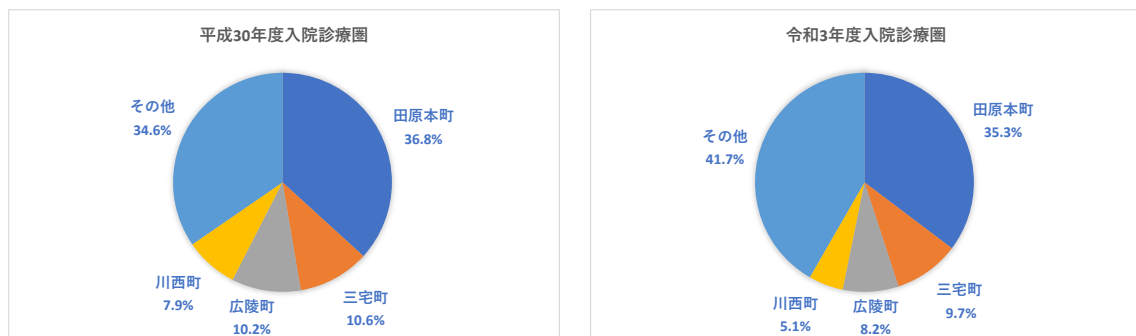 平成30年度入院診療圏
その他
34.6%
田原本町
36.8%
川西町
7.9%
広陵町
10.2%
三宅町
10.6%
令和3年度入院診療圏
その他
41.7%
田原本町
35.3%
川西町
5.1%
広陵町
8.2%
三宅町
9.7%